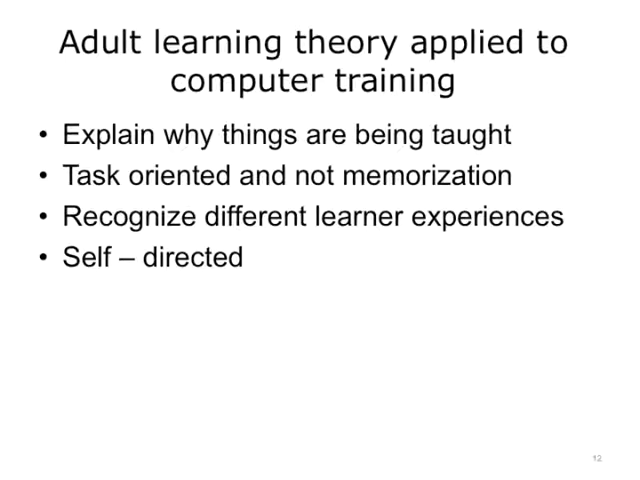 Adult learning theory applied to
computer training
• Explain why things are being taught
• Task oriented and not memorization
• Recognize different learner experiences
• Self – directed
12